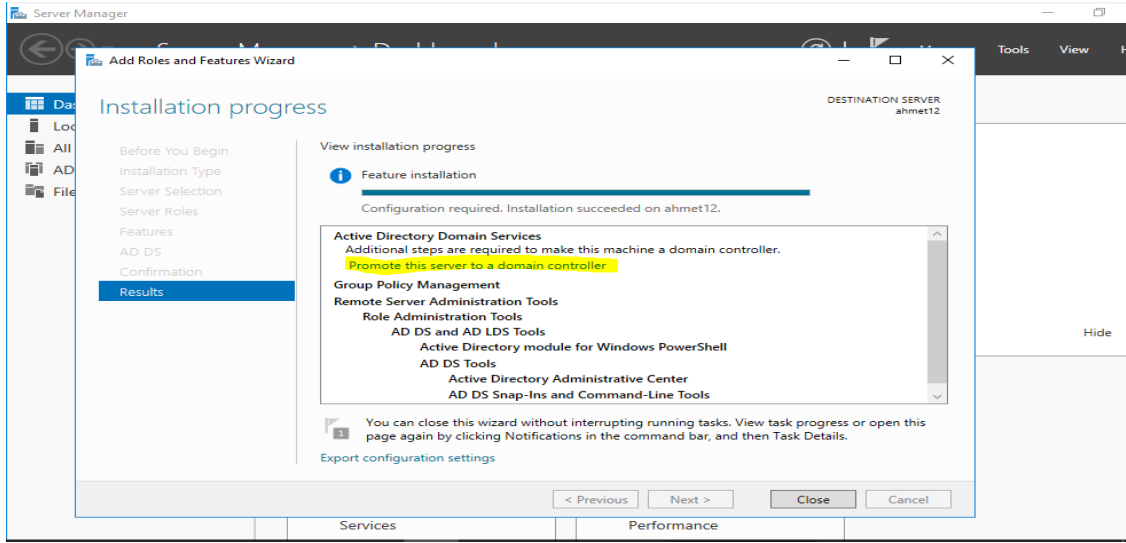 Server Manager
Tools View
Add Roles and Features Wizard
Installation progress
DESTINATION SERVER
ahmet12
Before You Begin
Installation Type
Server Selection
Server Roles
Features
AD DS
Confirmation
Results
View installation progress
Feature installation
Configuration required. Installation succeeded on ahmet12.
Active Directory Domain Services
Additional steps are required to make this machine a domain controller.
Promote this server to a domain controller
Group Policy Management
Remote Server Administration Tools
Role Administration Tools
AD DS and AD LDS Tools
Active Directory module for Windows PowerShell
AD DS Tools
Active Directory Administrative Center
AD DS Snap-Ins and Command-Line Tools
1
You can close this wizard without interrupting running tasks. View task progress or open this
page again by clicking Notifications in the command bar, and then Task Details.
Export configuration settings
< Previous Next > Close Cancel
All
AD
File
Hide
Services Performance